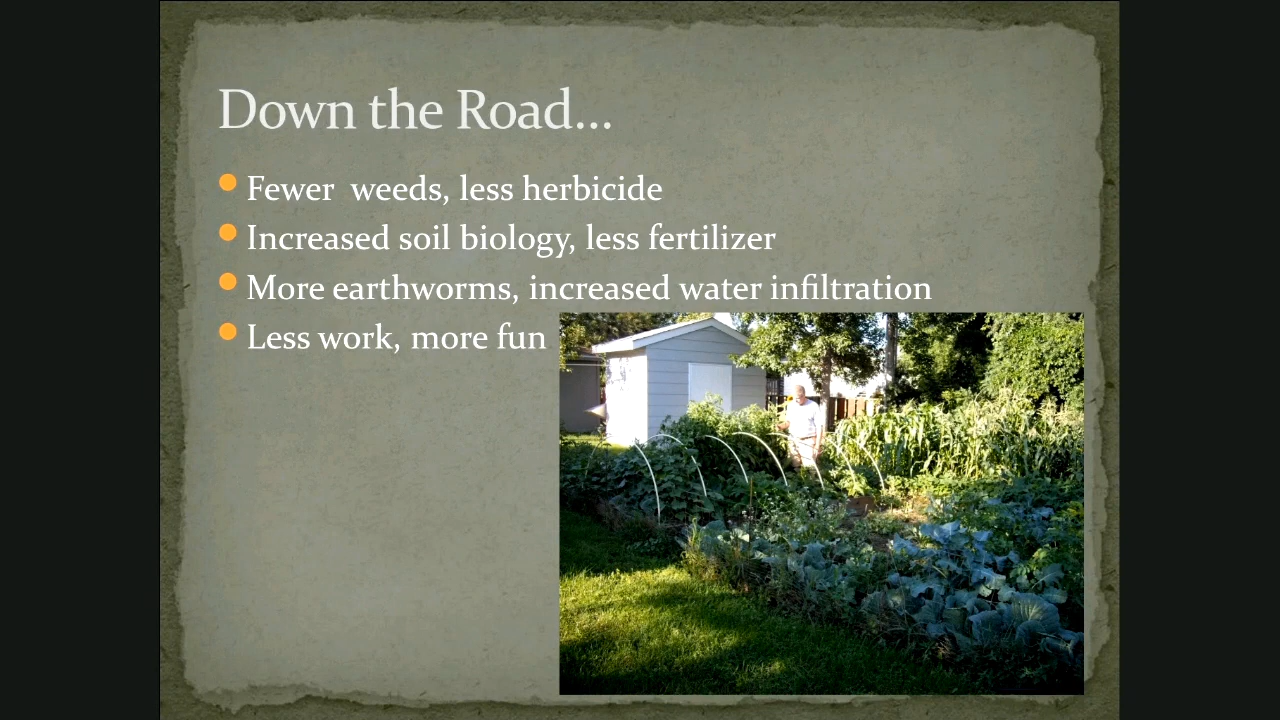 Down the Road...
Fewer  weeds, less herbicide
Increased soil biology, less fertilizer
More earthworms, increased water infiltration
Less work, more fun